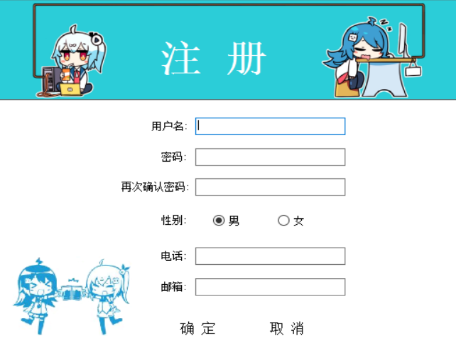 注 册
用户名:
密码:
再次确认密码:
性别: 男 女
电话:
邮箱:
确 定 取 消